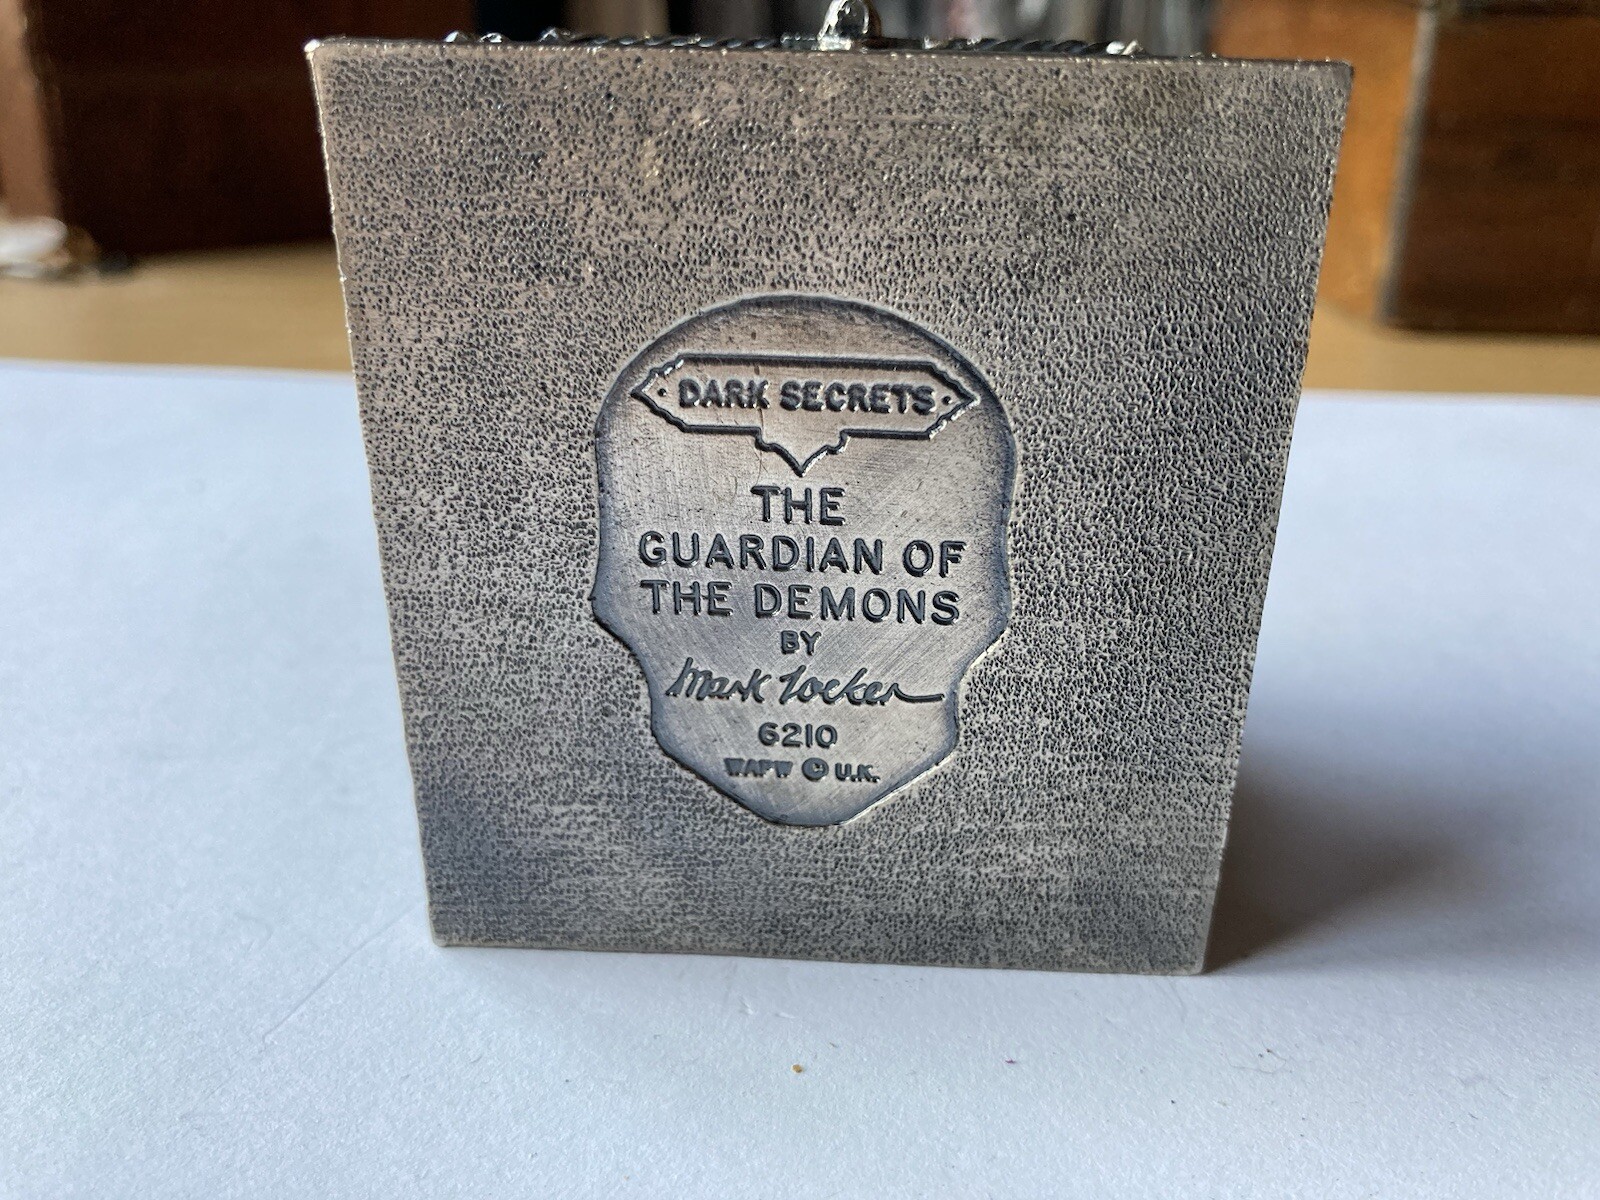 DARK SECRETS
THE
GUARDIAN OF
THE DEMONS
BY
Mark Locker
6210
WAPW © U.K.